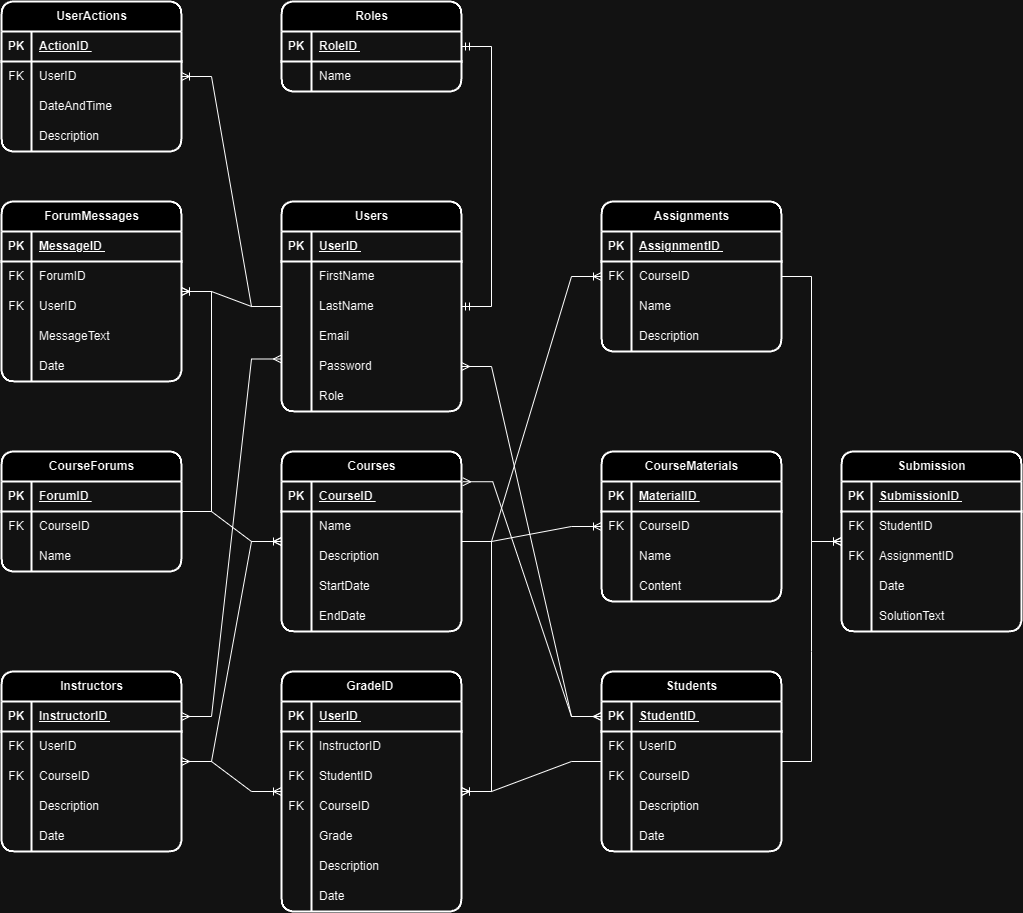 UserActions
PK ActionID
FK UserID
DateAndTime
Description
Roles
PK RoleID
Name
ForumMessages
PK MessageID
FK ForumID
FK UserID
MessageText
Date
Users
PK UserID
FirstName
LastName
Email
Password
Role
Assignments
PK AssignmentID
FK CourseID
Name
Description
CourseForums
PK ForumID
FK CourseID
Name
Courses
PK CourseID
Name
Description
StartDate
EndDate
CourseMaterials
PK MaterialID
FK CourseID
Name
Content
Submission
PK SubmissionID
FK StudentID
FK AssignmentID
Date
SolutionText
Instructors
PK InstructorID
FK UserID
FK CourseID
Description
Date
GradeID
PK UserID
FK InstructorID
FK StudentID
FK CourseID
Grade
Description
Date
Students
PK StudentID
FK UserID
FK CourseID
Description
Date